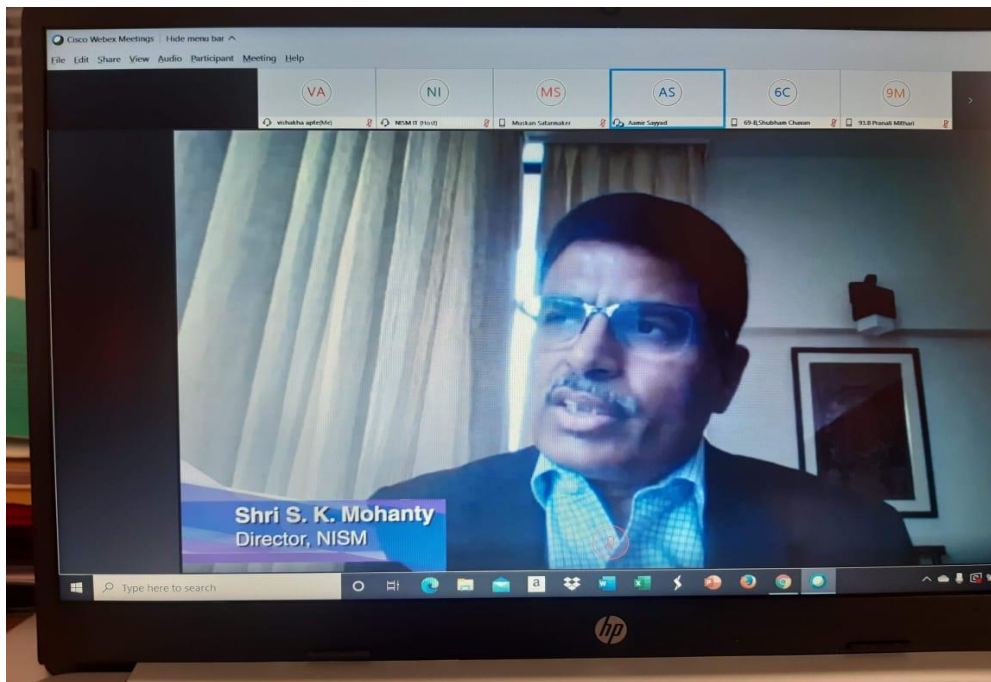 Cisco Webex Meetings Hide menu bar
File Edit Share View Audio Participant Meeting Help
VA NI MS AS 6C 9M
vishakha apte(Me) NISM IT (Host) Muskan Satarmaker Aamir Sayyad 69-B,Shubham Chavan 93.B Pranali Mithari
Shri S. K. Mohanty
Director, NISM
Type here to search
a
hp